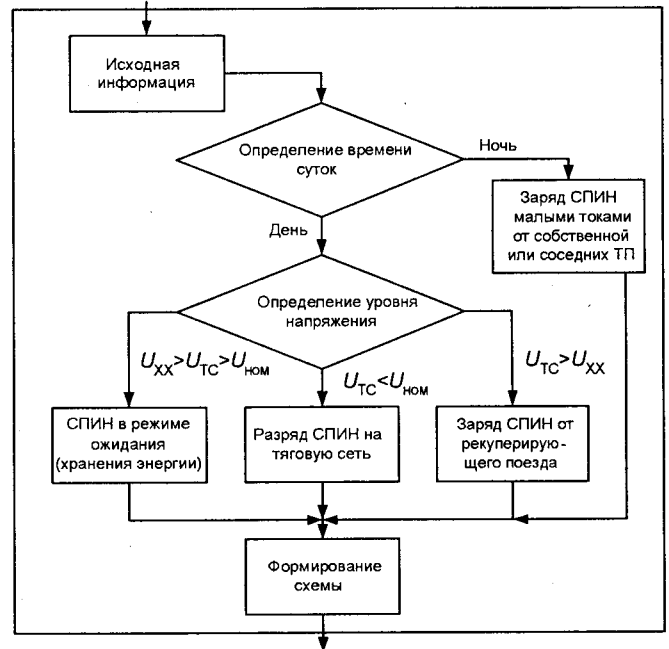 Исходная
информация
Определение времени
суток
Ночь
Заряд СПИН
малыми токами
от собственной
или соседних ТП
День
Определение уровня
напряжения
U_XX>U_TC>U_ном
U_TC<U_ном
U_TC>U_XX
СПИН в режиме
ожидания
(хранения энергии)
Разряд СПИН на
тяговую сеть
Заряд СПИН от
рекуперирую-
щего поезда
Формирование
схемы